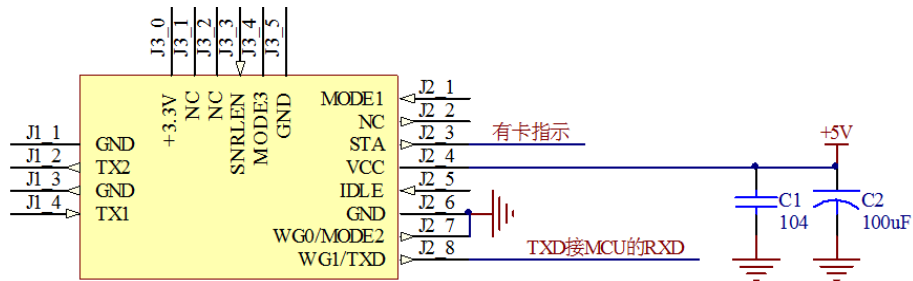 J3_0
J3_1
J3_2
J3_3
J3_4
J3_5
+3.3V
NC
NC
SNRLEN
MODE3
GND
J1_1 GND
J1_2 TX2
J1_3 GND
J1_4 TX1
MODE1 J2_1
NC J2_2
STA J2_3 有卡指示
VCC J2_4
IDLE J2_5
GND J2_6
WG0/MODE2 J2_7
WG1/TXD J2_8 TXD接MCU的RXD
+5V
C1
104
C2
100uF